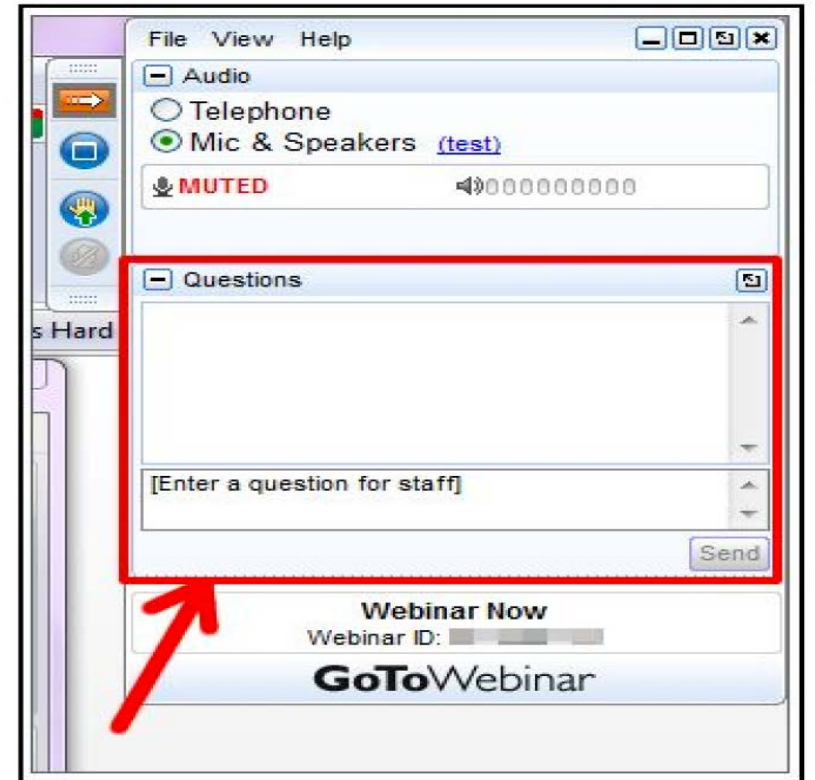 File View Help
Audio
Telephone
Mic & Speakers (test)
MUTED
Questions
s Hard
[Enter a question for staff]
Send
Webinar Now
Webinar ID:
GoToWebinar